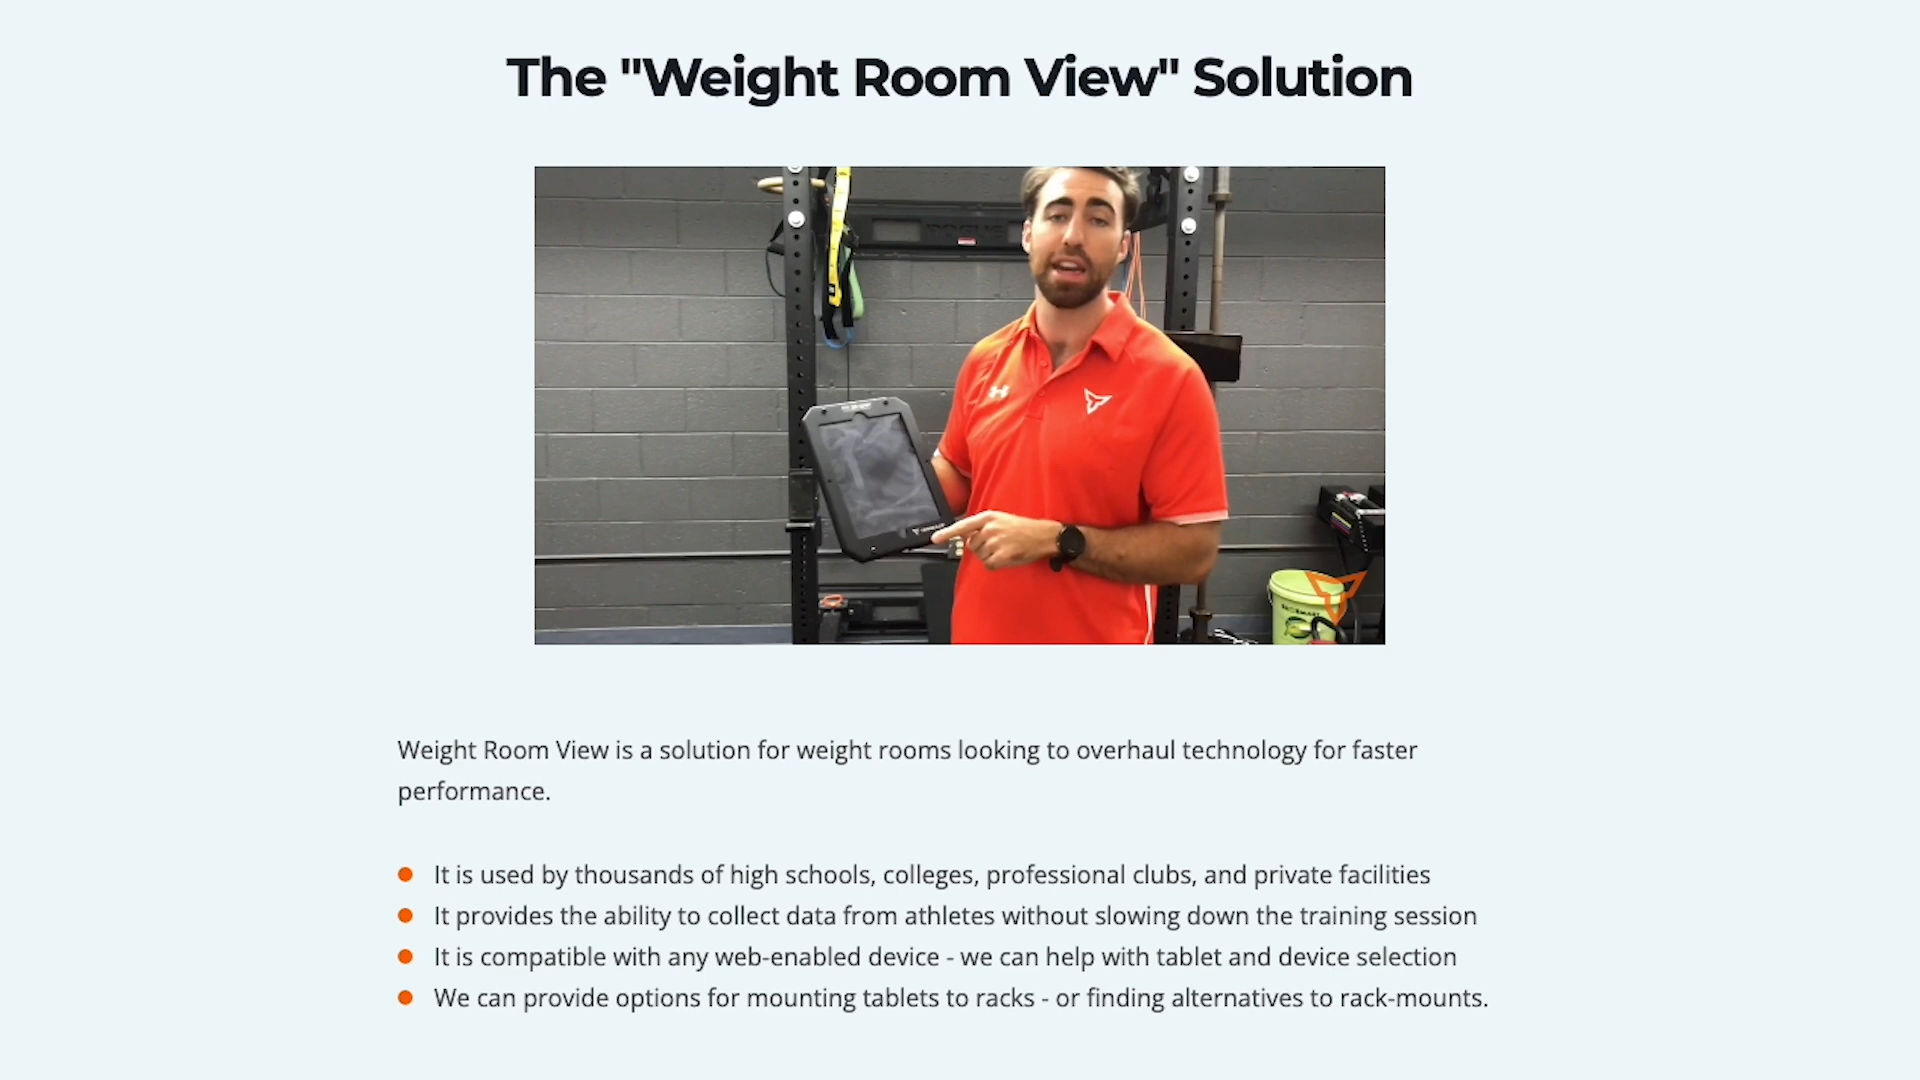 The "Weight Room View" Solution
ROGUE
Weight Room View is a solution for weight rooms looking to overhaul technology for faster
performance.
It is used by thousands of high schools, colleges, professional clubs, and private facilities
It provides the ability to collect data from athletes without slowing down the training session
It is compatible with any web-enabled device - we can help with tablet and device selection
We can provide options for mounting tablets to racks - or finding alternatives to rack-mounts.